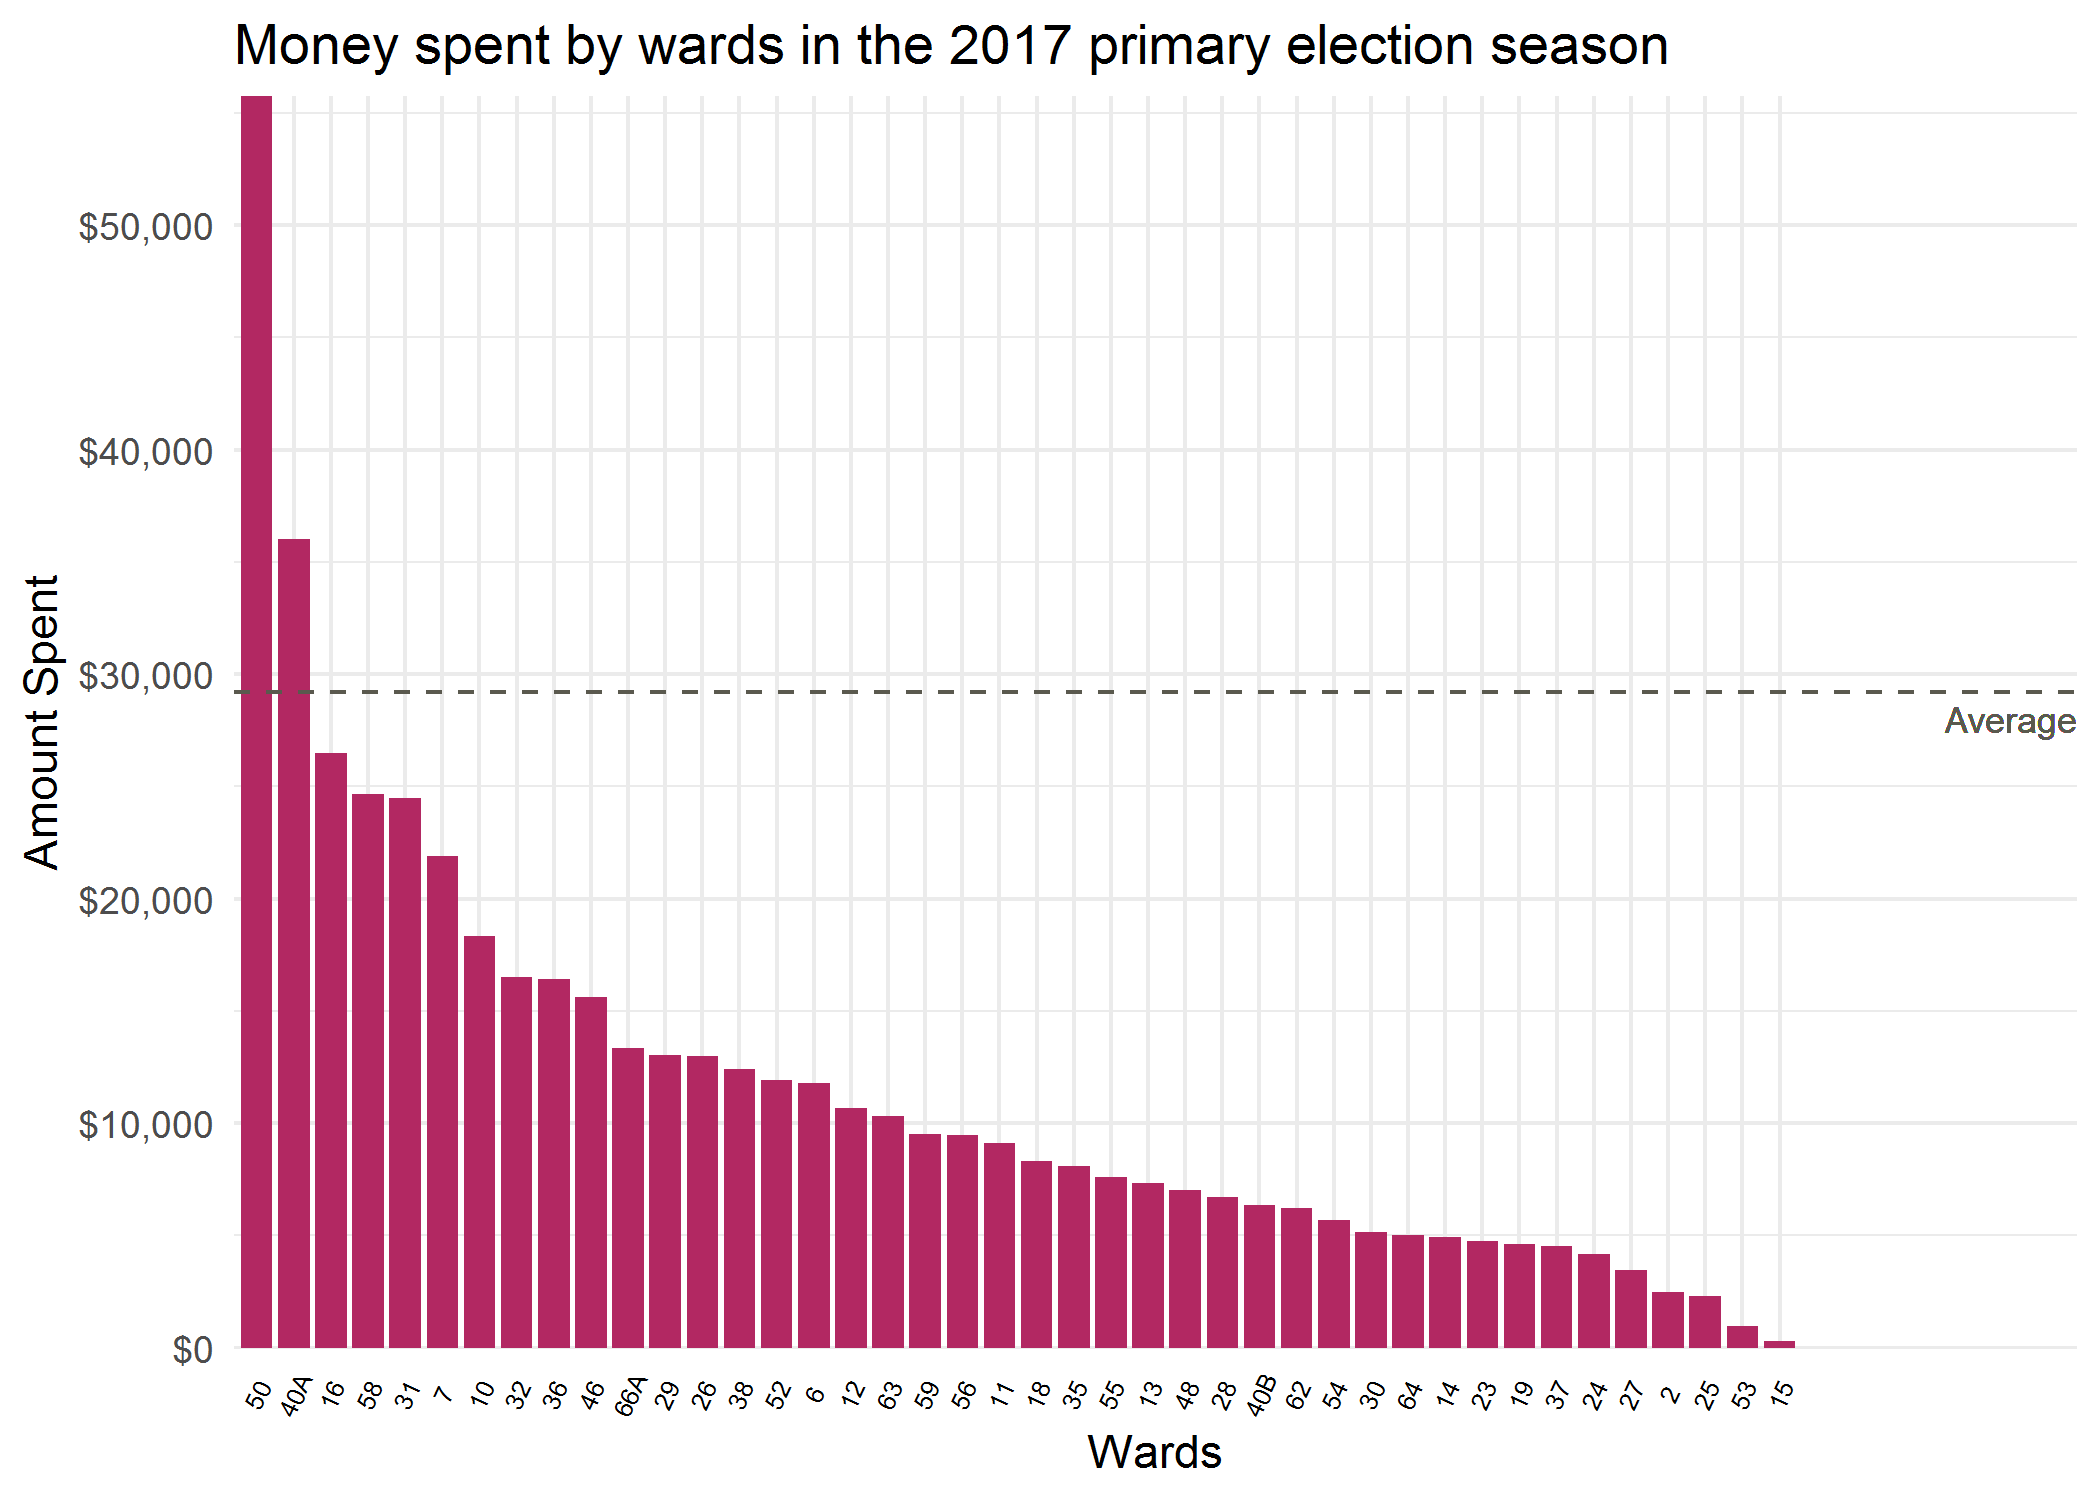 Money spent by wards in the 2017 primary election season
Amount Spent
$50,000
$40,000
$30,000
$20,000
$10,000
$0
Average
50 40A 16 58 31 7 10 32 36 46 66A 29 26 38 52 6 12 63 59 56 11 18 35 55 13 48 28 40B 62 54 30 64 14 23 19 37 24 27 2 25 53 15
Wards